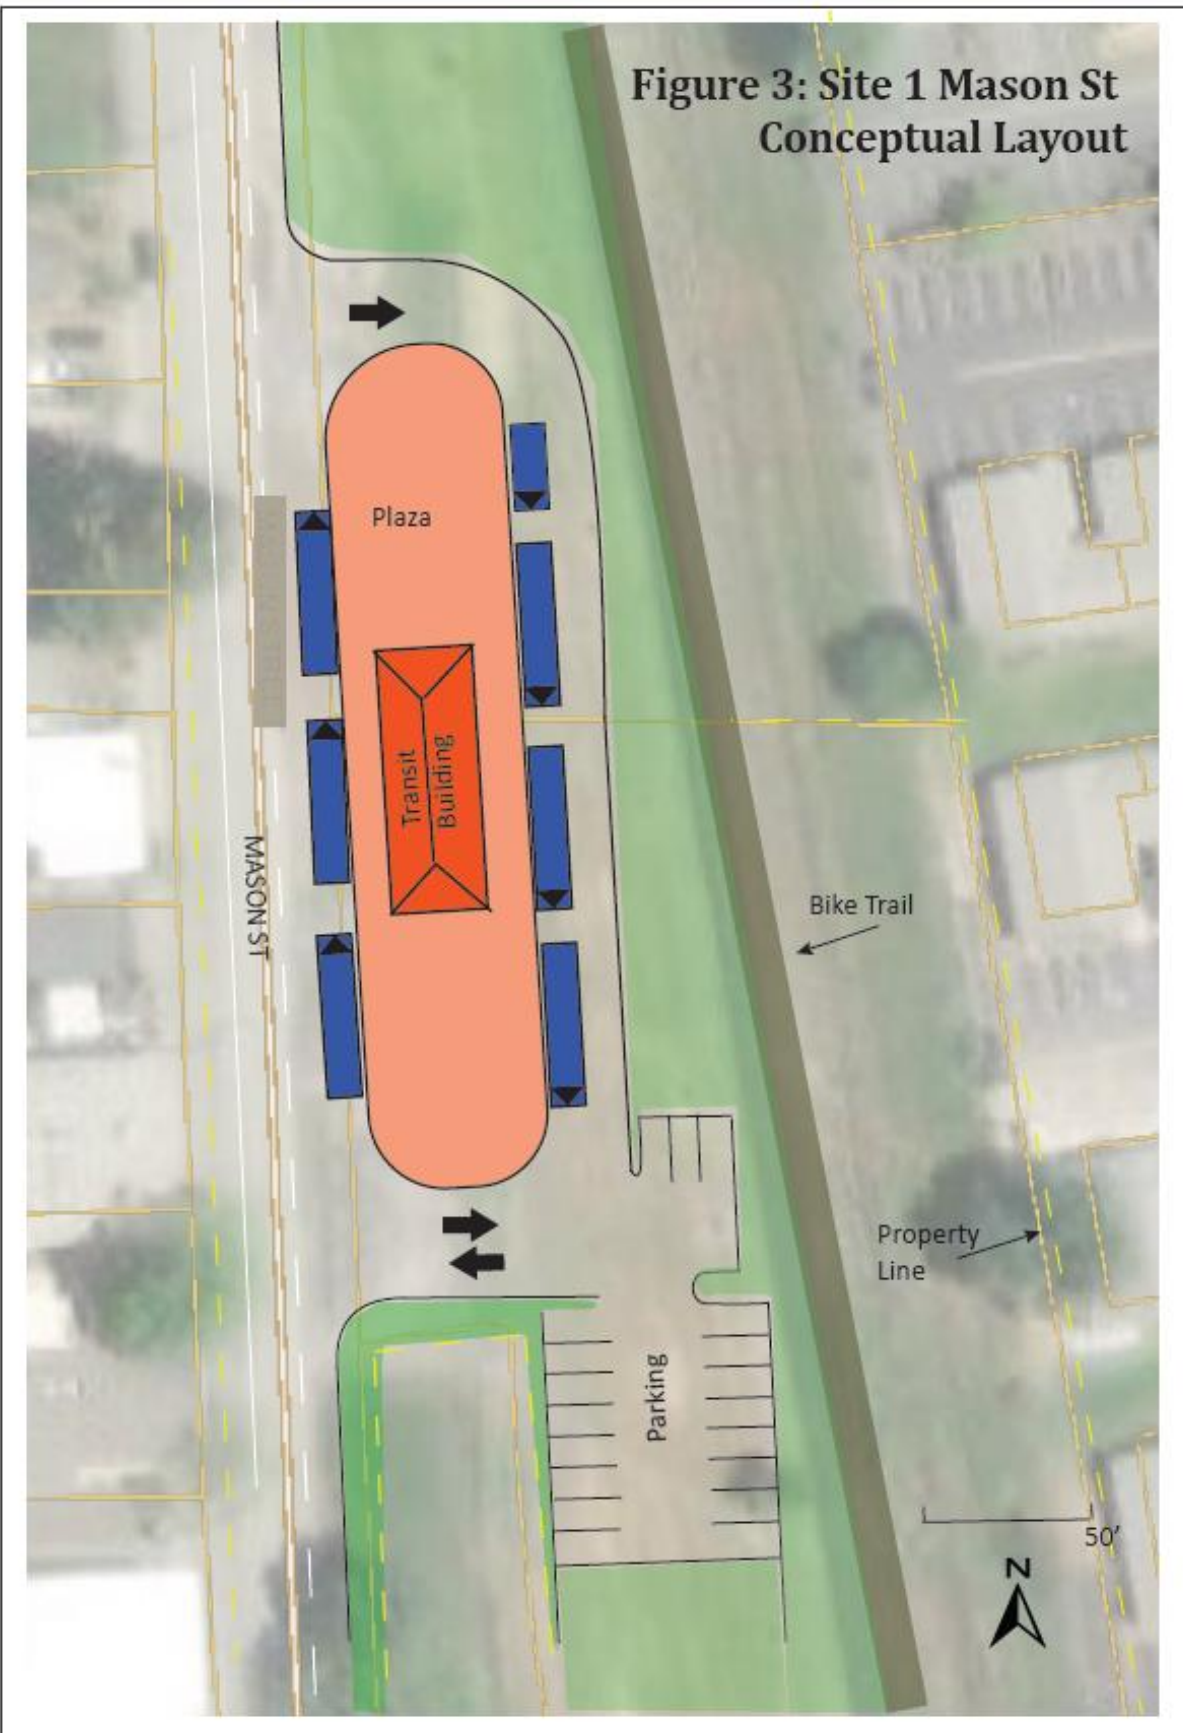 Figure 3: Site 1 Mason St
Conceptual Layout
Plaza
Transit
Building
MASON ST
Bike Trail
Property
Line
Parking
50'
N